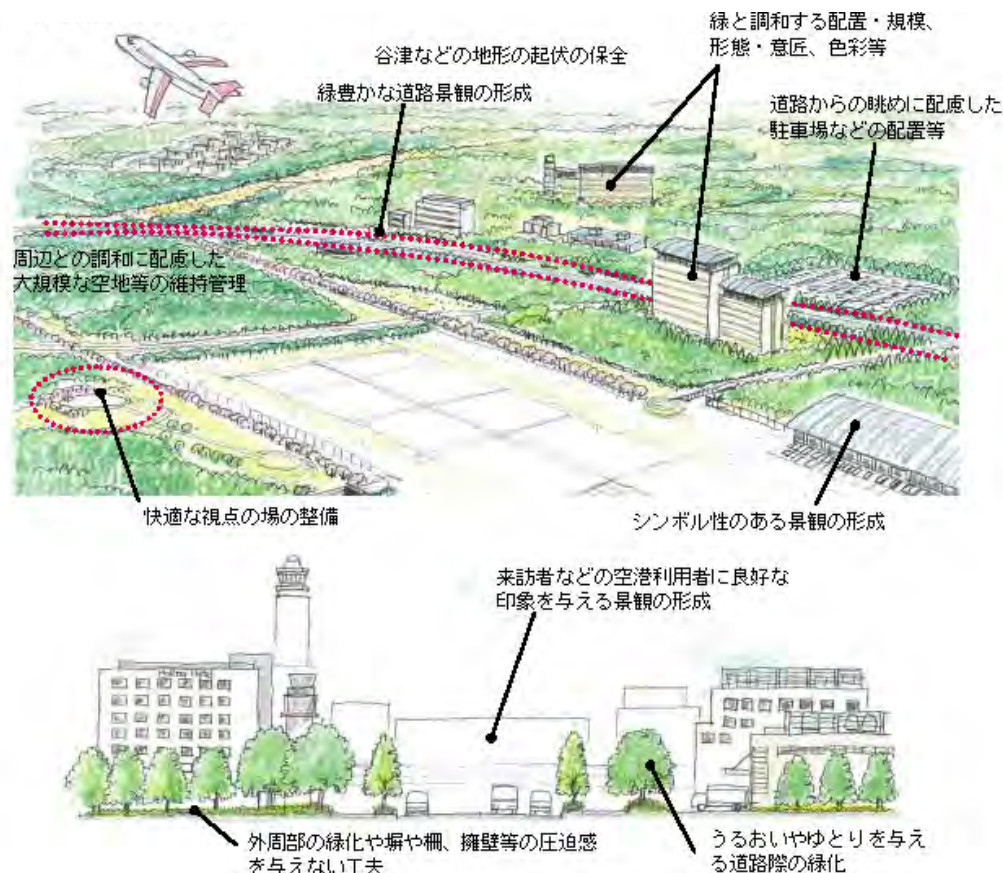 緑と調和する配置・規模、
形態・意匠、色彩等
谷津などの地形の起伏の保全
緑豊かな道路景観の形成
道路からの眺めに配慮した
駐車場などの配置等
周辺との調和に配慮した
大規模な空地等の維持管理
快適な視点の場の整備
シンボル性のある景観の形成
来訪者などの空港利用者に良好な
印象を与える景観の形成
外周部の緑化や塀や柵、擁壁等の圧迫感
を与えない工夫
うるおいやゆとりを与え
る道路際の緑化